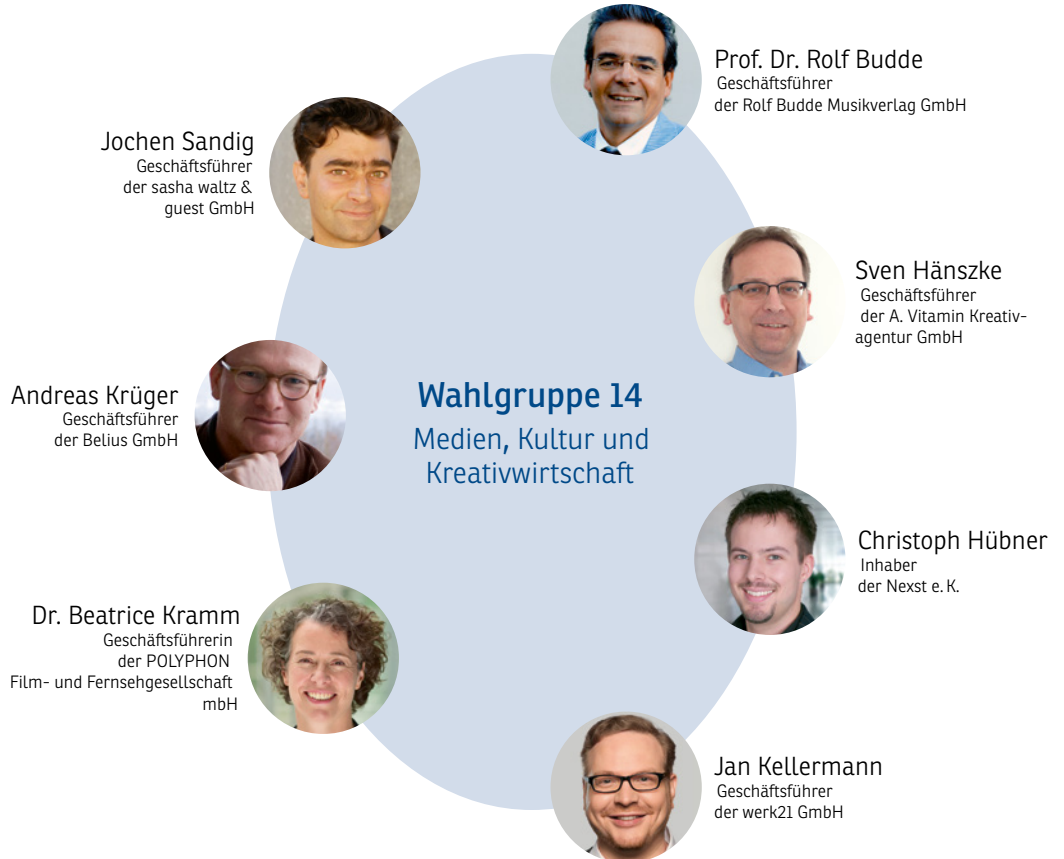 Prof. Dr. Rolf Budde
Geschäftsführer
der Rolf Budde Musikverlag GmbH
Jochen Sandig
Geschäftsführer
der sasha waltz &
guest GmbH
Sven Hänszke
Geschäftsführer
der A. Vitamin Kreativ-
agentur GmbH
Andreas Krüger
Geschäftsführer
der Belius GmbH
Wahlgruppe 14
Medien, Kultur und
Kreativwirtschaft
Christoph Hübner
Inhaber
der Nexst e. K.
Dr. Beatrice Kramm
Geschäftsführerin
der POLYPHON
Film- und Fernsehgesellschaft
mbH
Jan Kellermann
Geschäftsführer
der werk21 GmbH